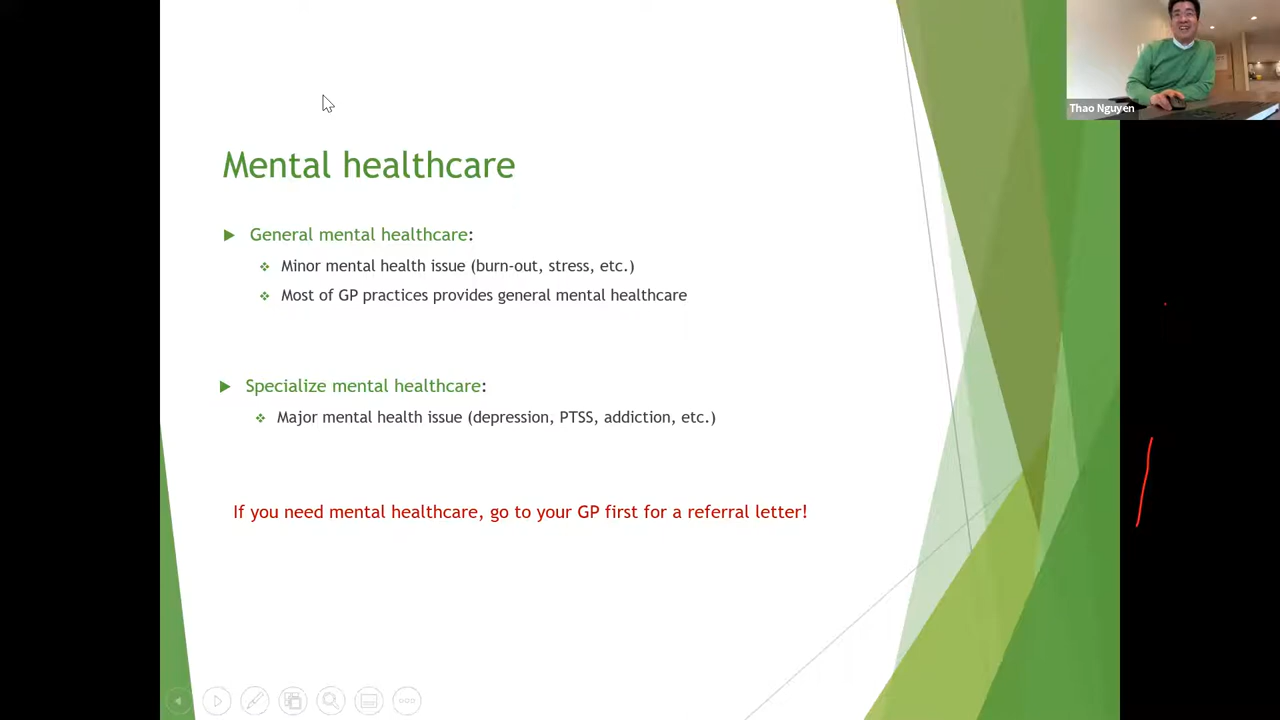 Thao Nguyen
Mental healthcare
General mental healthcare:
Minor mental health issue (burn-out, stress, etc.)
Most of GP practices provides general mental healthcare
Specialize mental healthcare:
Major mental health issue (depression, PTSS, addiction, etc.)
If you need mental healthcare, go to your GP first for a referral letter!